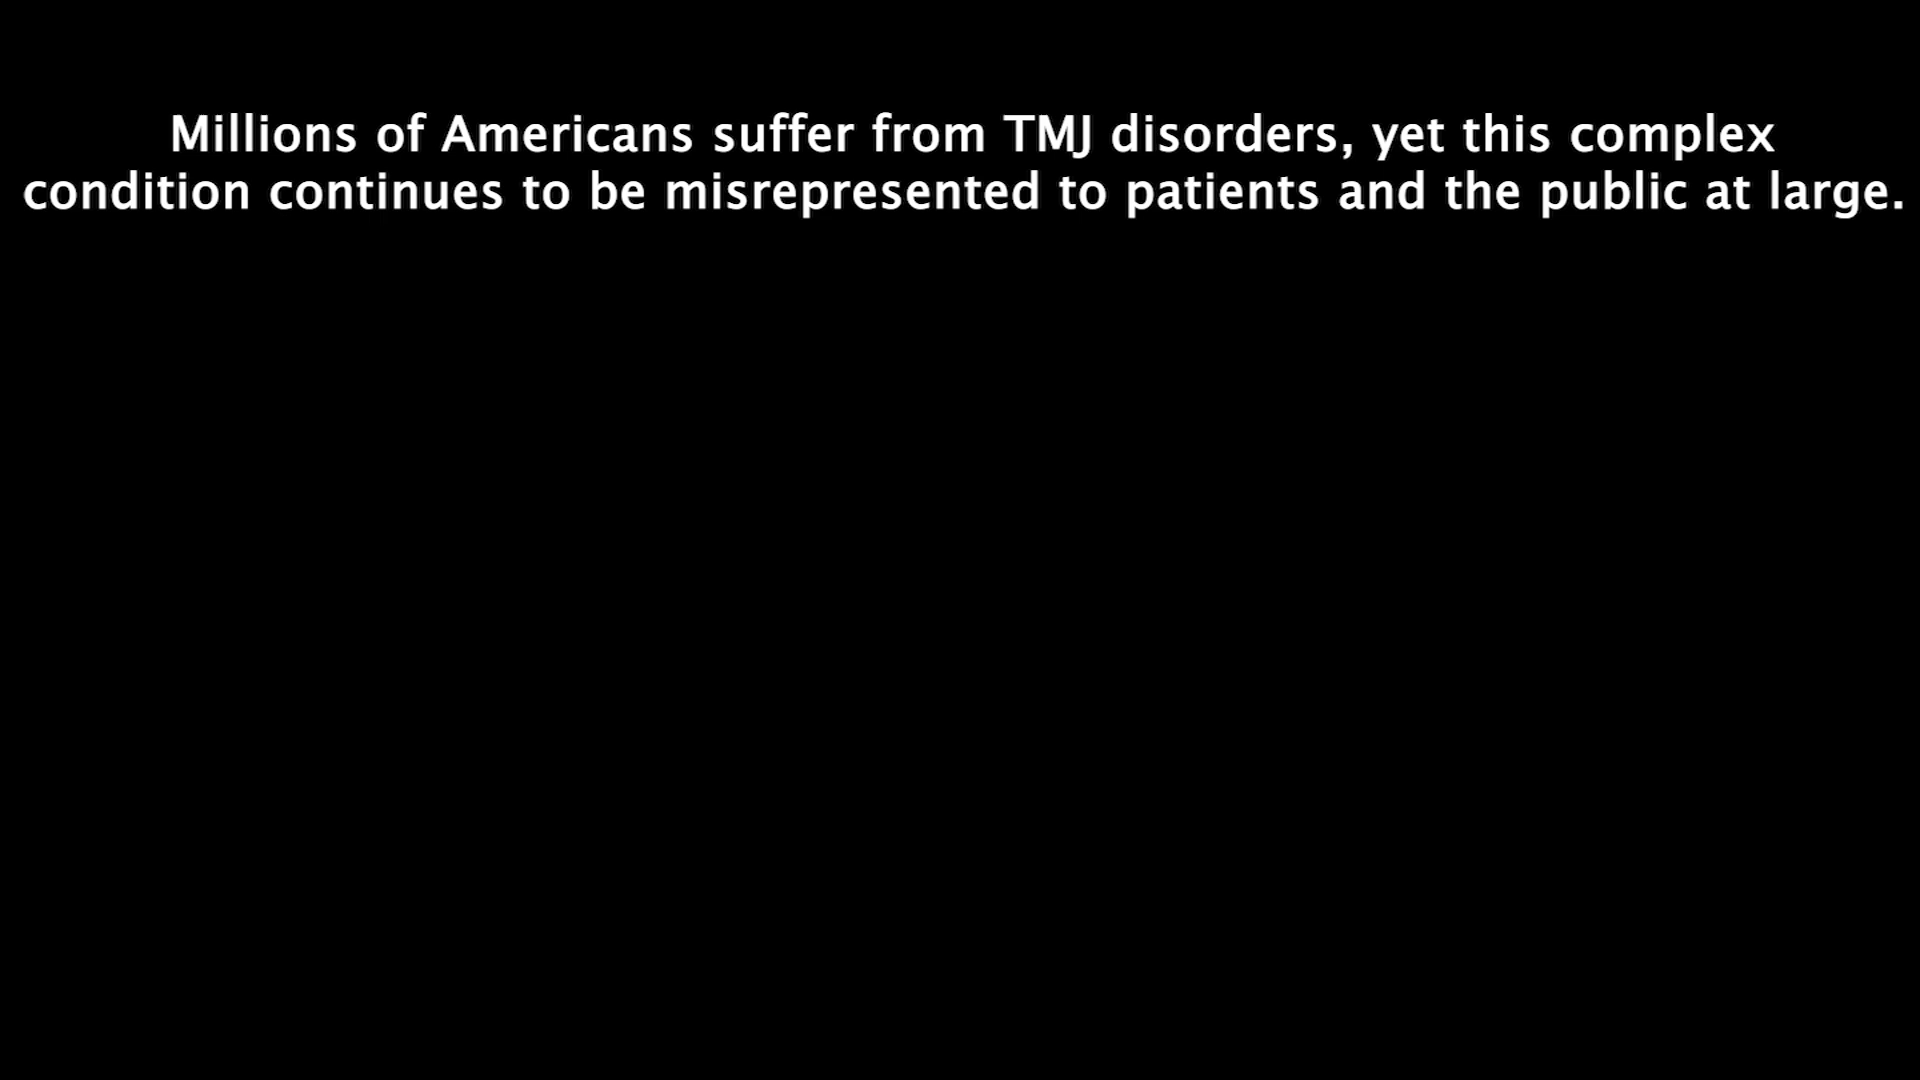 Millions of Americans suffer from TMJ disorders, yet this complex
condition continues to be misrepresented to patients and the public at large.